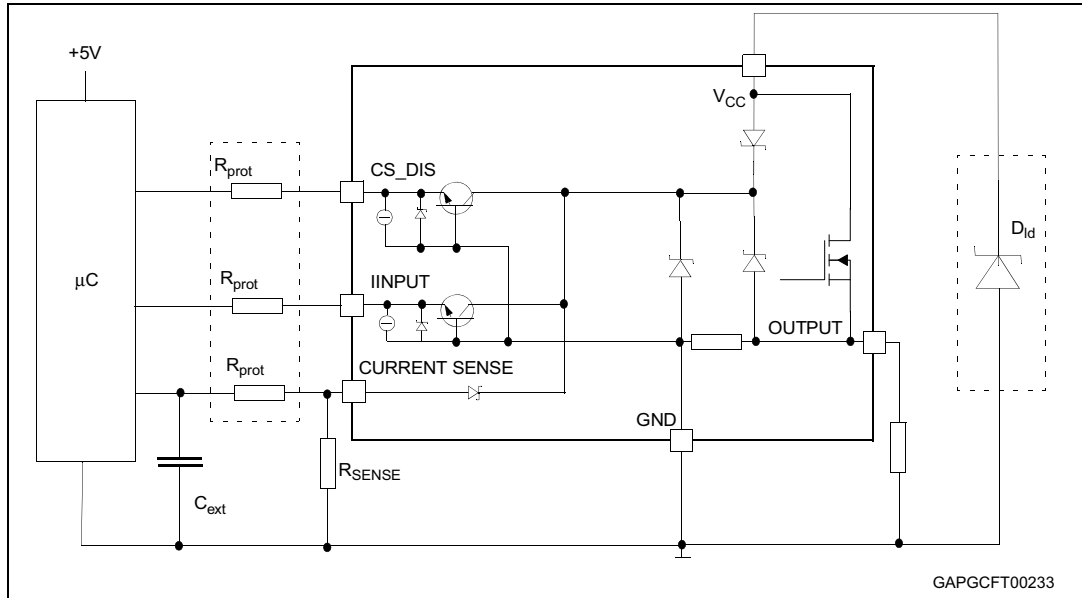 +5V
V_CC
R_prot
CS_DIS
D_ld
μC
R_prot
IINPUT
OUTPUT
R_prot
CURRENT SENSE
GND
R_SENSE
C_ext
GAPGCFT00233